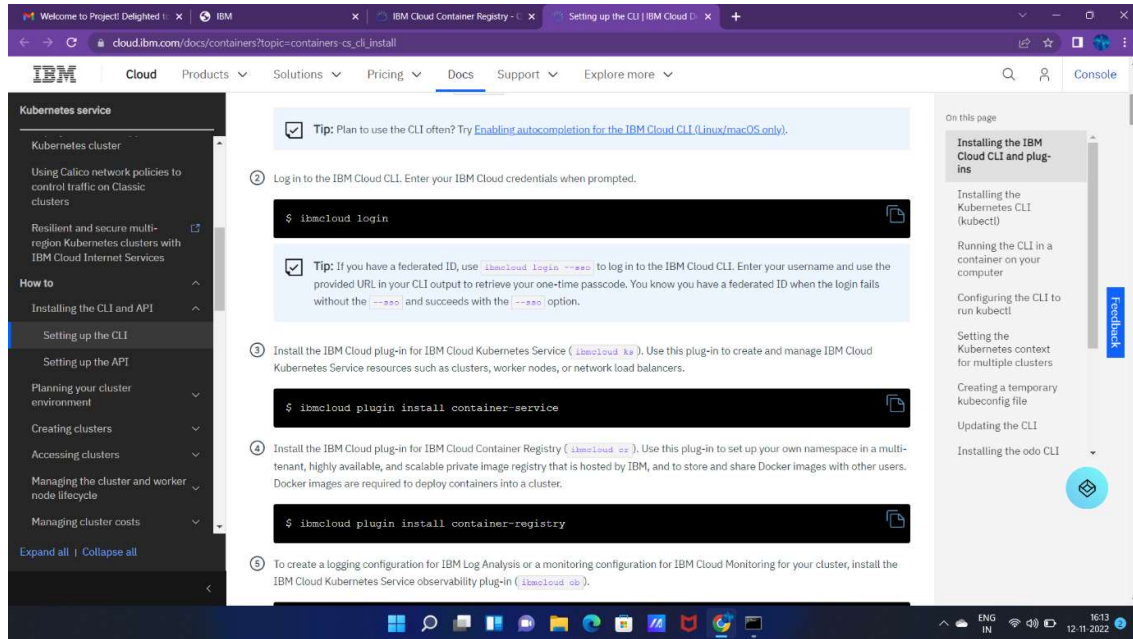 Welcome to Project! Delighted to
IBM
IBM Cloud Container Registry - C
Setting up the CLI | IBM Cloud D
cloud.ibm.com/docs/containers?topic=containers-cs_cli_install
IBM
Cloud
Products
Solutions
Pricing
Docs
Support
Explore more
Console
Kubernetes service
Kubernetes cluster
Using Calico network policies to
control traffic on Classic
clusters
Resilient and secure multi-
region Kubernetes clusters with
IBM Cloud Internet Services
How to
Installing the CLI and API
Setting up the CLI
Setting up the API
Planning your cluster
environment
Creating clusters
Accessing clusters
Managing the cluster and worker
node lifecycle
Managing cluster costs
Expand all | Collapse all
Tip: Plan to use the CLI often? Try Enabling autocompletion for the IBM Cloud CLI (Linux/macOS only).
2 Log in to the IBM Cloud CLI. Enter your IBM Cloud credentials when prompted.
$ ibmcloud login
Tip: If you have a federated ID, use ibmcloud login --sso to log in to the IBM Cloud CLI. Enter your username and use the
provided URL in your CLI output to retrieve your one-time passcode. You know you have a federated ID when the login fails
without the --sso and succeeds with the --sso option.
3 Install the IBM Cloud plug-in for IBM Cloud Kubernetes Service ( ibmcloud ks ). Use this plug-in to create and manage IBM Cloud
Kubernetes Service resources such as clusters, worker nodes, or network load balancers.
$ ibmcloud plugin install container-service
4 Install the IBM Cloud plug-in for IBM Cloud Container Registry ( ibmcloud cr ). Use this plug-in to set up your own namespace in a multi-
tenant, highly available, and scalable private image registry that is hosted by IBM, and to store and share Docker images with other users.
Docker images are required to deploy containers into a cluster.
$ ibmcloud plugin install container-registry
5 To create a logging configuration for IBM Log Analysis or a monitoring configuration for IBM Cloud Monitoring for your cluster, install the
IBM Cloud Kubernetes Service observability plug-in ( ibmcloud ob ).
On this page
Installing the IBM
Cloud CLI and plug-
ins
Installing the
Kubernetes CLI
(kubectl)
Running the CLI in a
container on your
computer
Configuring the CLI to
run kubectl
Setting the
Kubernetes context
for multiple clusters
Creating a temporary
kubeconfig file
Updating the CLI
Installing the odo CLI
Feedback
ENG
IN
16:13
12-11-2022
2